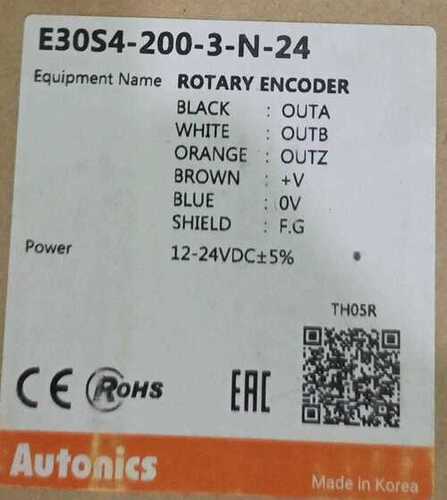 E30S4-200-3-N-24
Equipment Name ROTARY ENCODER
BLACK : OUTA
WHITE : OUTB
ORANGE : OUTZ
BROWN : +V
BLUE : 0V
SHIELD : F.G
Power 12-24VDC±5%
TH05R
CE RoHS EAC
Autonics
Made in Korea